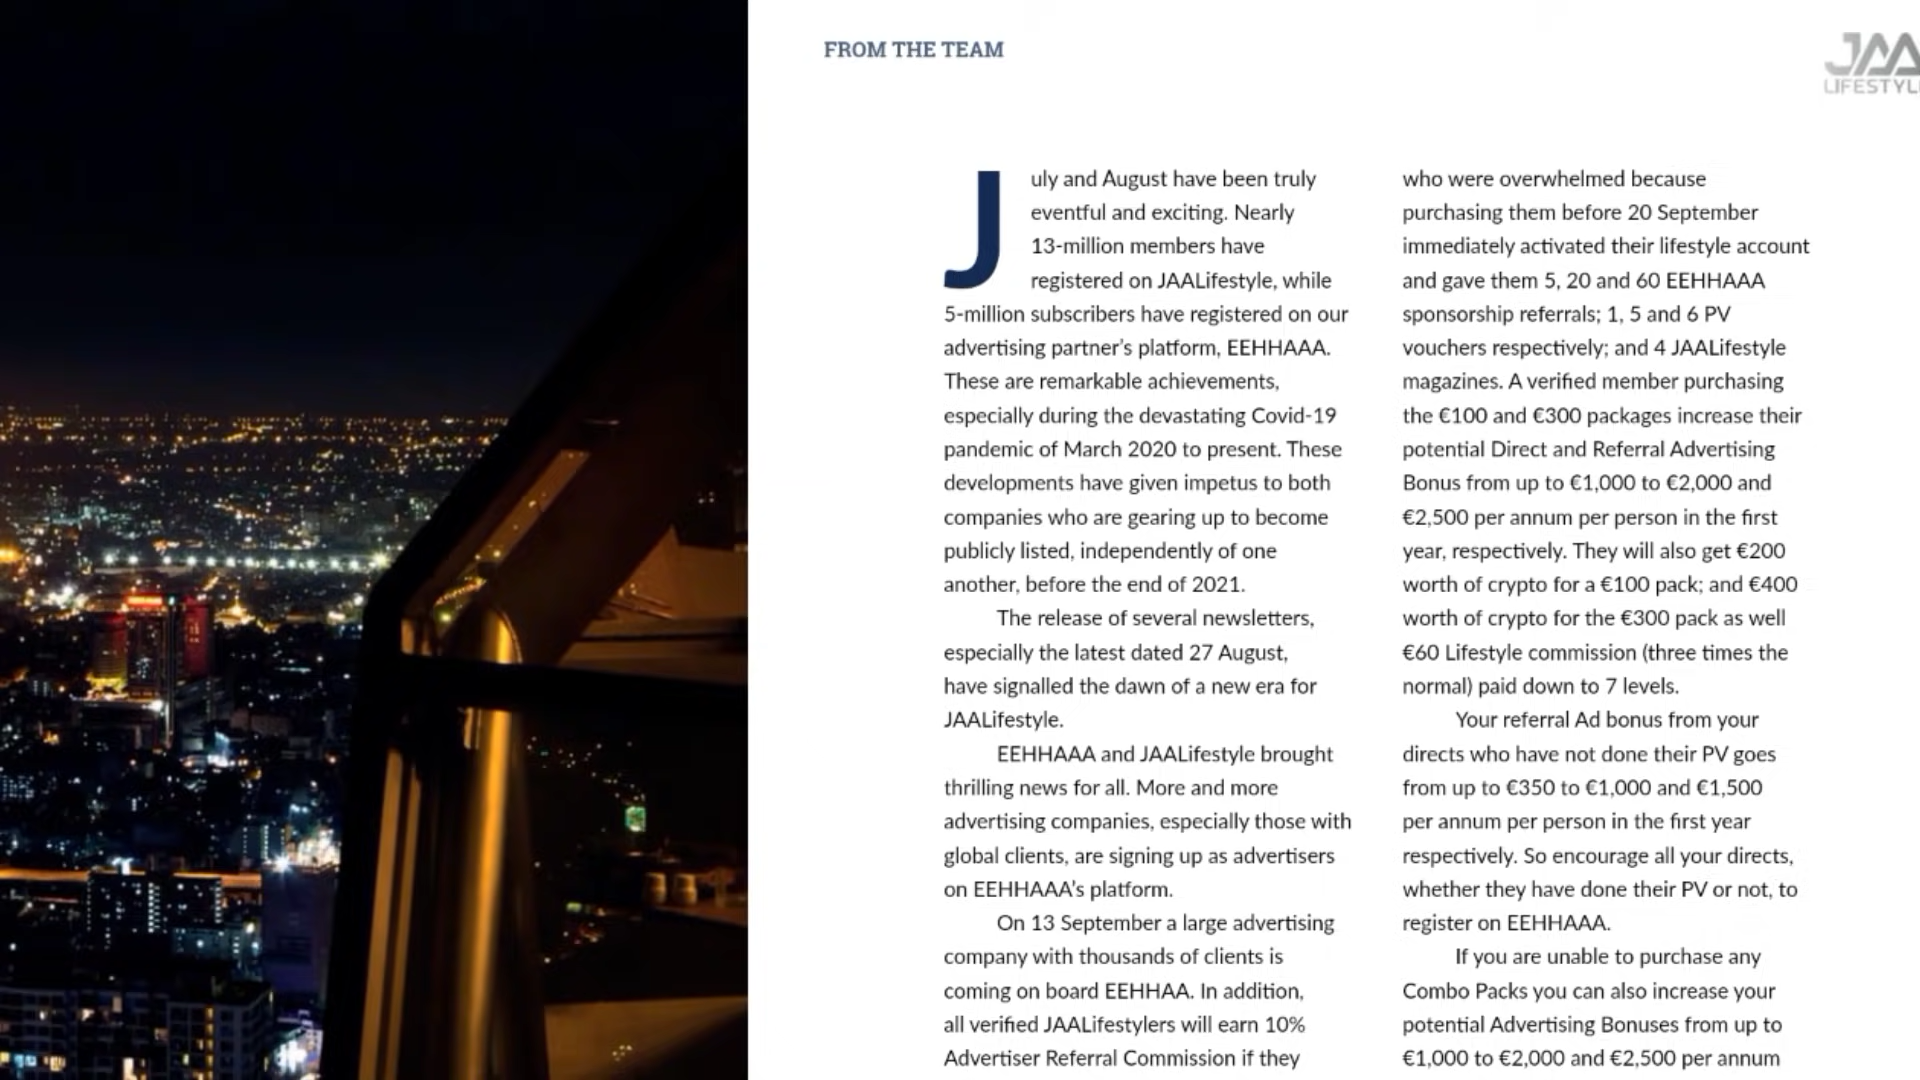 FROM THE TEAM
JAA
LIFESTYL
July and August have been truly
eventful and exciting. Nearly
13-million members have
registered on JAALifestyle, while
5-million subscribers have registered on our
advertising partner's platform, EEHHAAA.
These are remarkable achievements,
especially during the devastating Covid-19
pandemic of March 2020 to present. These
developments have given impetus to both
companies who are gearing up to become
publicly listed, independently of one
another, before the end of 2021.
The release of several newsletters,
especially the latest dated 27 August,
have signalled the dawn of a new era for
JAALifestyle.
EEHHAAA and JAALifestyle brought
thrilling news for all. More and more
advertising companies, especially those with
global clients, are signing up as advertisers
on EEHHAAA's platform.
On 13 September a large advertising
company with thousands of clients is
coming on board EEHHAA. In addition,
all verified JAALifestylers will earn 10%
Advertiser Referral Commission if they
who were overwhelmed because
purchasing them before 20 September
immediately activated their lifestyle account
and gave them 5, 20 and 60 EEHHAAA
sponsorship referrals; 1, 5 and 6 PV
vouchers respectively; and 4 JAALifestyle
magazines. A verified member purchasing
the €100 and €300 packages increase their
potential Direct and Referral Advertising
Bonus from up to €1,000 to €2,000 and
€2,500 per annum per person in the first
year, respectively. They will also get €200
worth of crypto for a €100 pack; and €400
worth of crypto for the €300 pack as well
€60 Lifestyle commission (three times the
normal) paid down to 7 levels.
Your referral Ad bonus from your
directs who have not done their PV goes
from up to €350 to €1,000 and €1,500
per annum per person in the first year
respectively. So encourage all your directs,
whether they have done their PV or not, to
register on EEHHAAA.
If you are unable to purchase any
Combo Packs you can also increase your
potential Advertising Bonuses from up to
€1,000 to €2,000 and €2,500 per annum